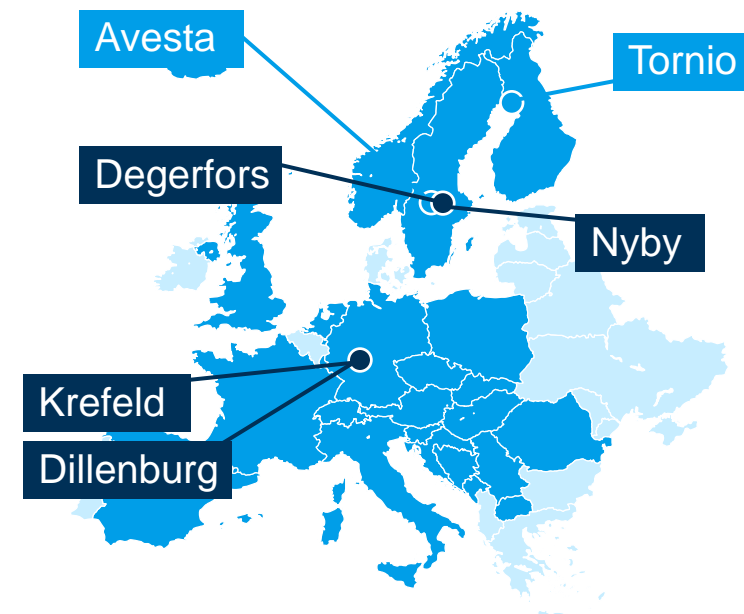 Avesta
Tornio
Degerfors
Nyby
Krefeld
Dillenburg